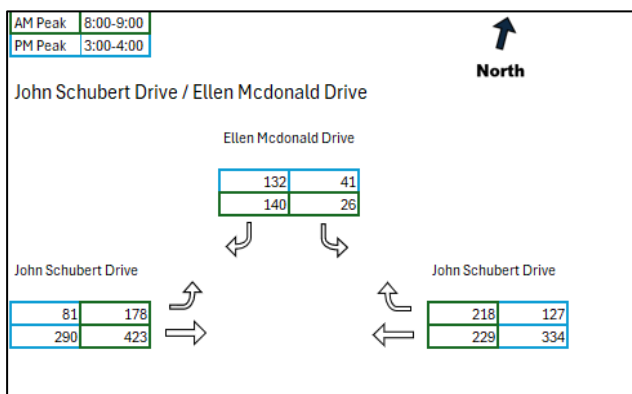 AM Peak 8:00-9:00
PM Peak 3:00-4:00
North
John Schubert Drive / Ellen Mcdonald Drive
Ellen Mcdonald Drive
132 41
140 26
John Schubert Drive John Schubert Drive
81 178 218 127
290 423 229 334